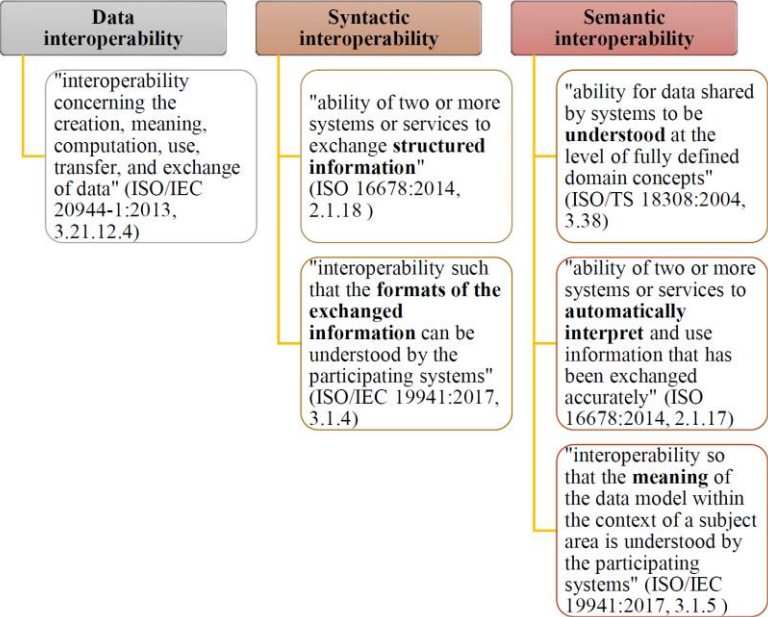 Data
interoperability
"interoperability
concerning the
creation, meaning,
computation, use,
transfer, and exchange
of data" (ISO/IEC
20944-1:2013,
3.21.12.4)
Syntactic
interoperability
"ability of two or more
systems or services to
exchange structured
information"
(ISO 16678:2014,
2.1.18 )
"interoperability such
that the formats of the
exchanged
information can be
understood by the
participating systems"
(ISO/IEC 19941:2017,
3.1.4)
Semantic
interoperability
"ability for data shared
by systems to be
understood at the
level of fully defined
domain concepts"
(ISO/TS 18308:2004,
3.38)
"ability of two or more
systems or services to
automatically
interpret and use
information that has
been exchanged
accurately" (ISO
16678:2014, 2.1.17)
"interoperability so
that the meaning of
the data model within
the context of a subject
area is understood by
the participating
systems" (ISO/IEC
19941:2017, 3.1.5 )